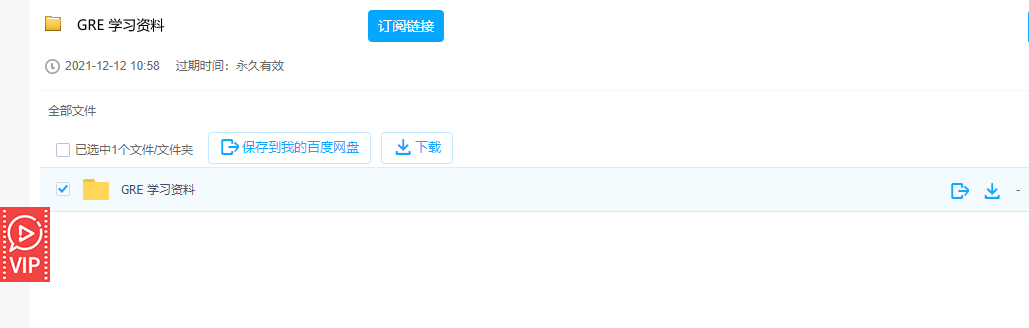 GRE 学习资料
订阅链接
2021-12-12 10:58 过期时间：永久有效
全部文件
已选中1个文件/文件夹 保存到我的百度网盘 下载
GRE 学习资料 -
VIP